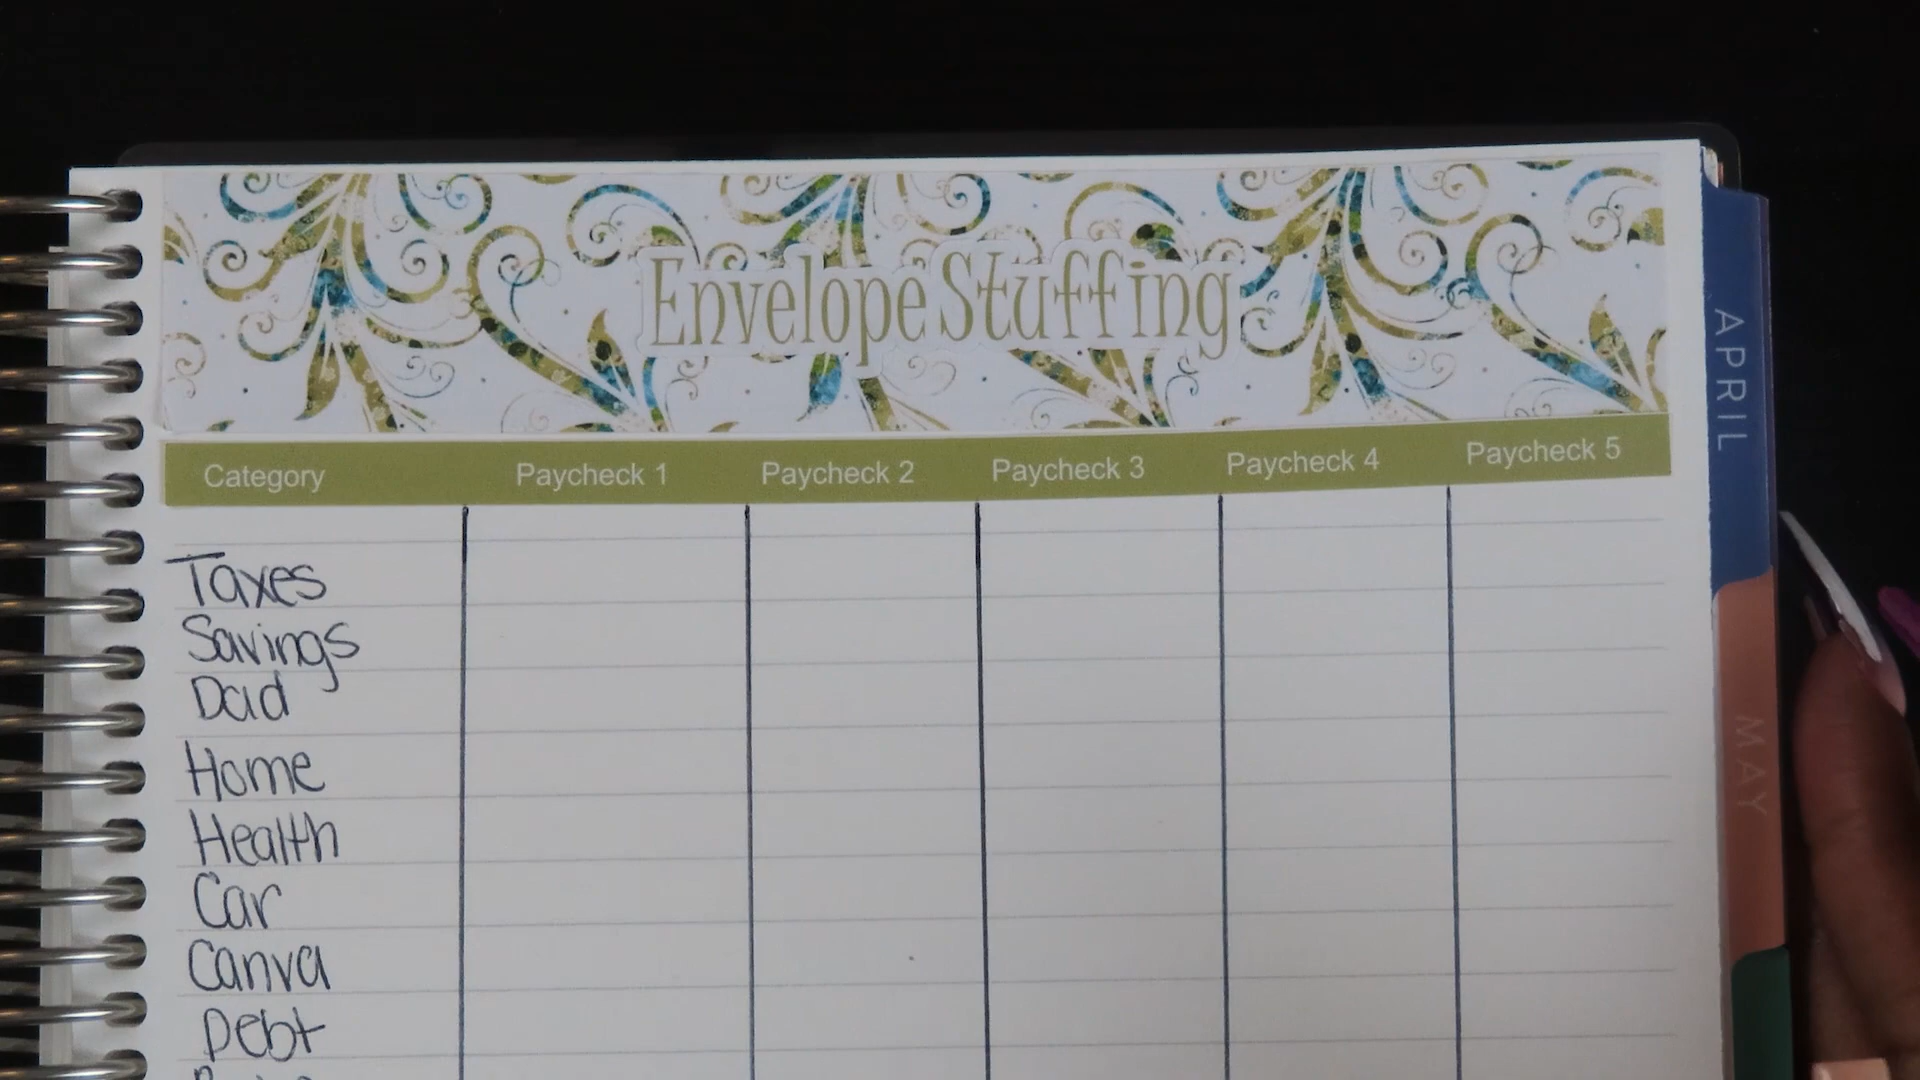 Envelope Stuffing
Category Paycheck 1 Paycheck 2 Paycheck 3 Paycheck 4 Paycheck 5
Taxes
Savings
Dad
Home
Health
Car
Canva
Debt
APRIL
MAY